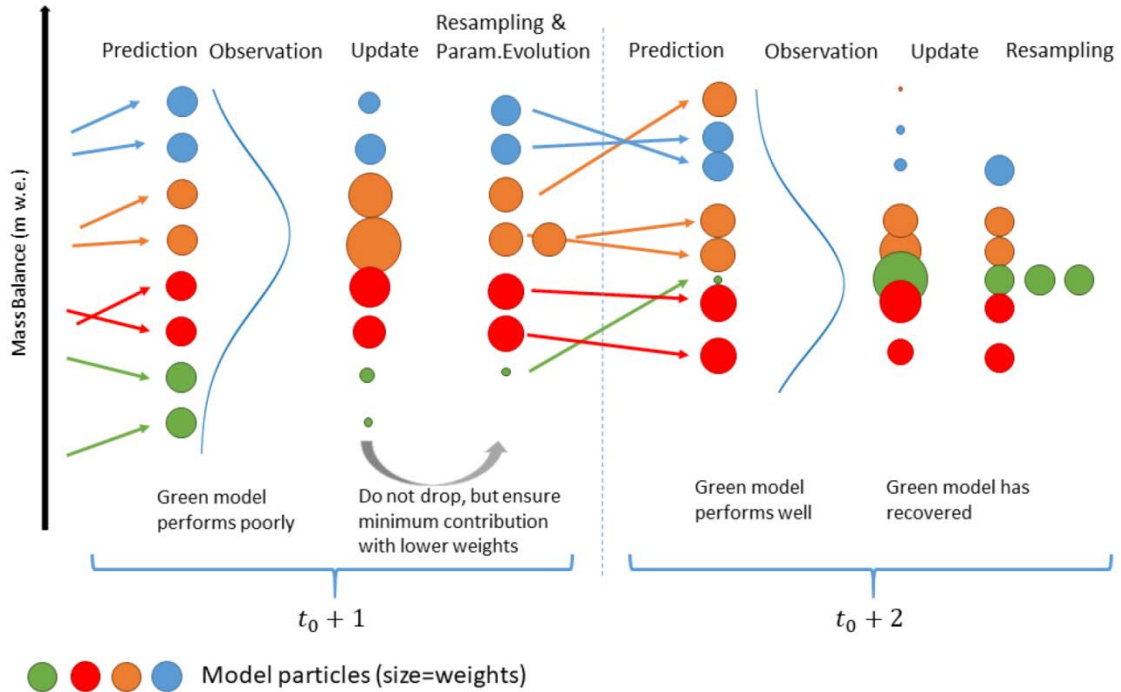 Resampling &
Prediction Observation Update Param.Evolution Prediction Observation Update Resampling
MassBalance (m w.e.)
Green model
performs poorly
Do not drop, but ensure
minimum contribution
with lower weights
Green model
performs well
Green model has
recovered
t₀ + 1
t₀ + 2
Model particles (size=weights)